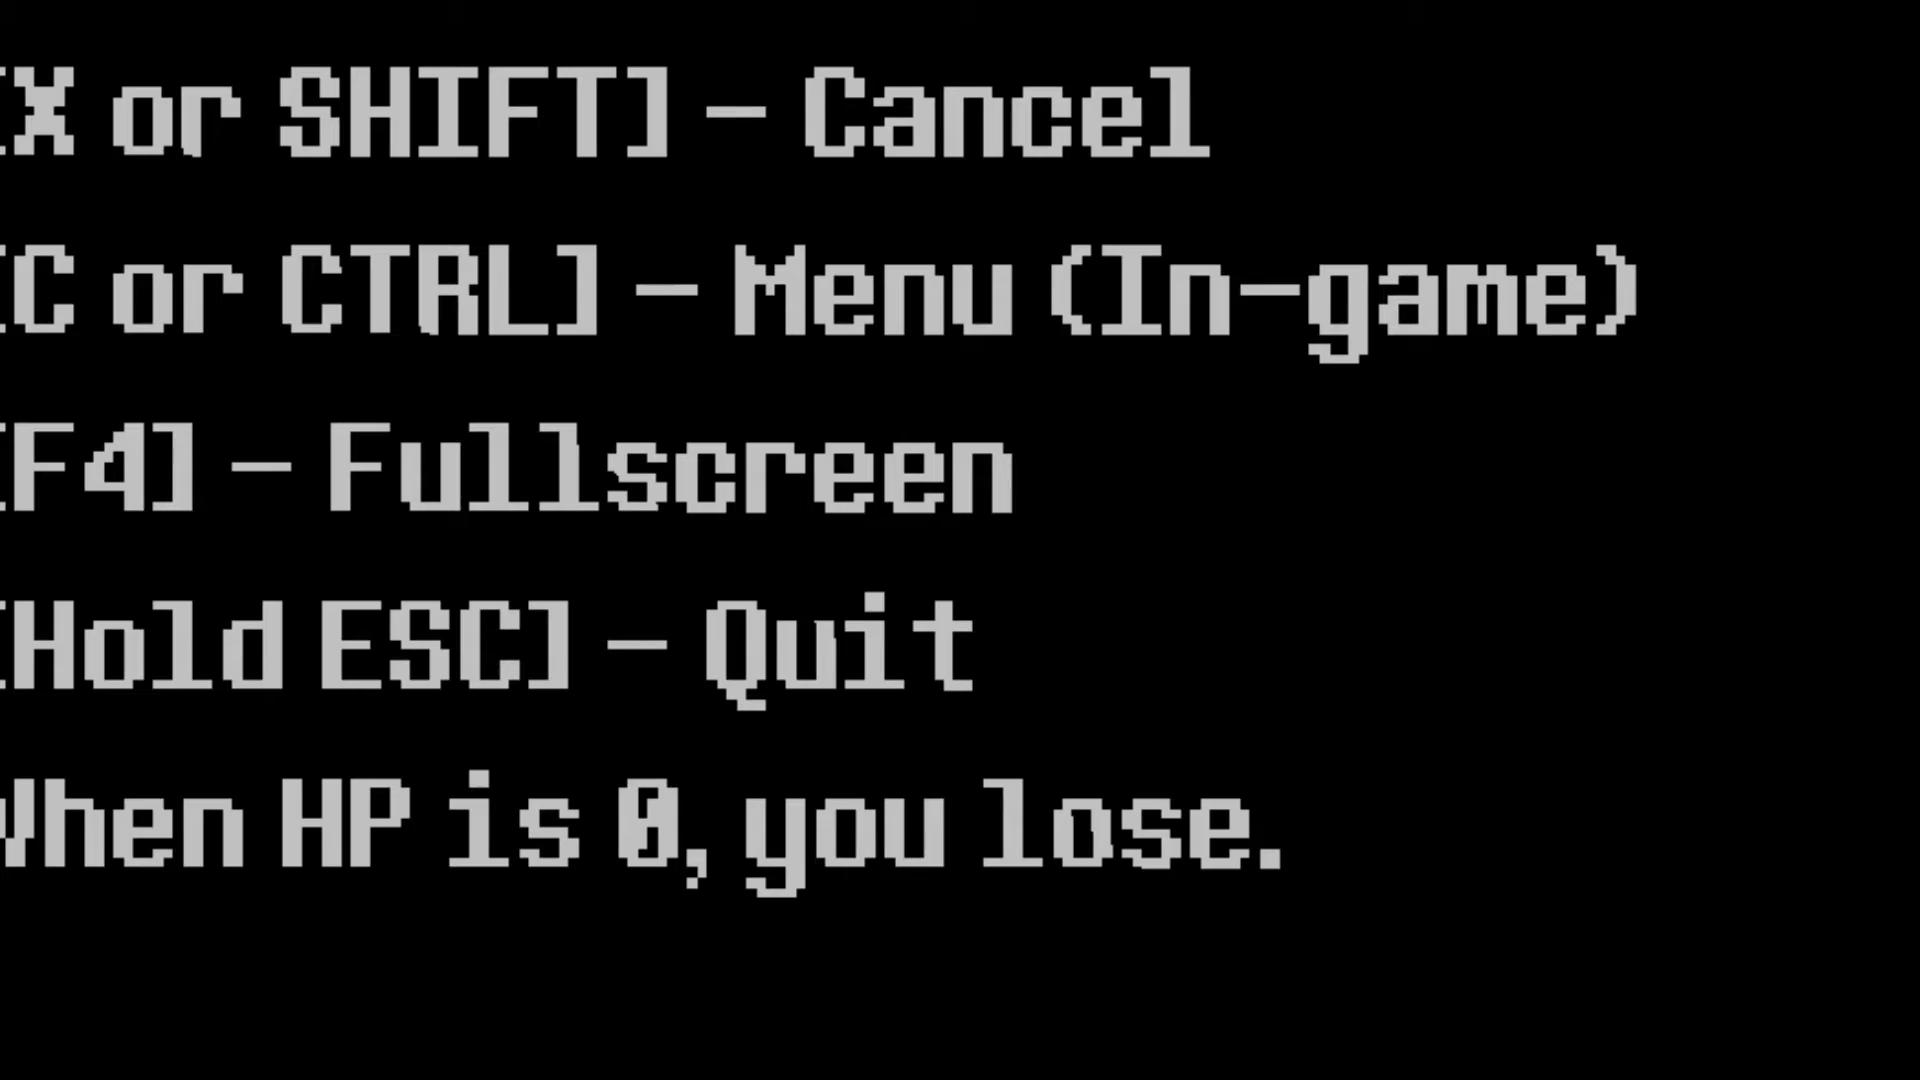 [X or SHIFT] - Cancel
[C or CTRL] - Menu (In-game)
[F4] - Fullscreen
[Hold ESC] - Quit
When HP is 0, you lose.